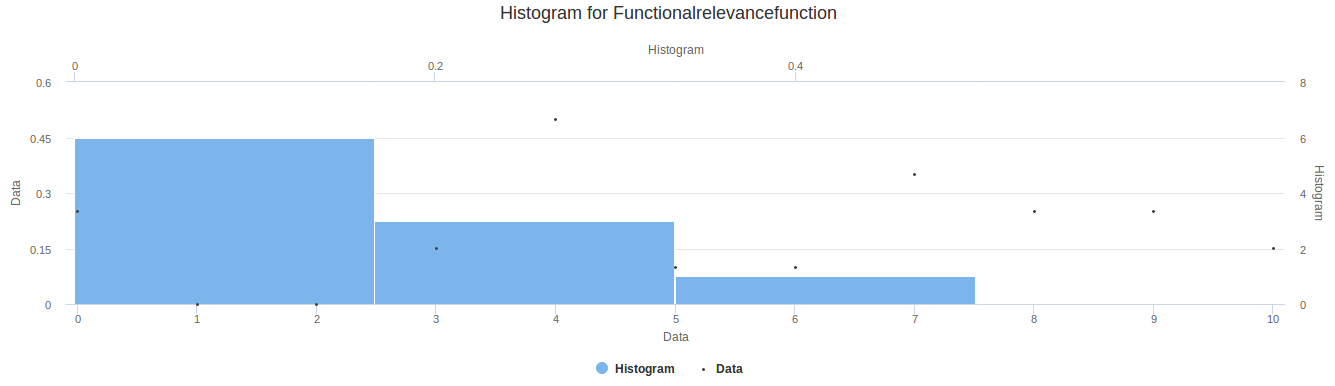 Histogram for Functionalrelevancefunction
Histogram
0 0.2 0.4
0.6 8
0.45 6
0.3 4
0.15 2
0 0
Data
Histogram
0 1 2 3 4 5 6 7 8 9 10
Data
Histogram Data